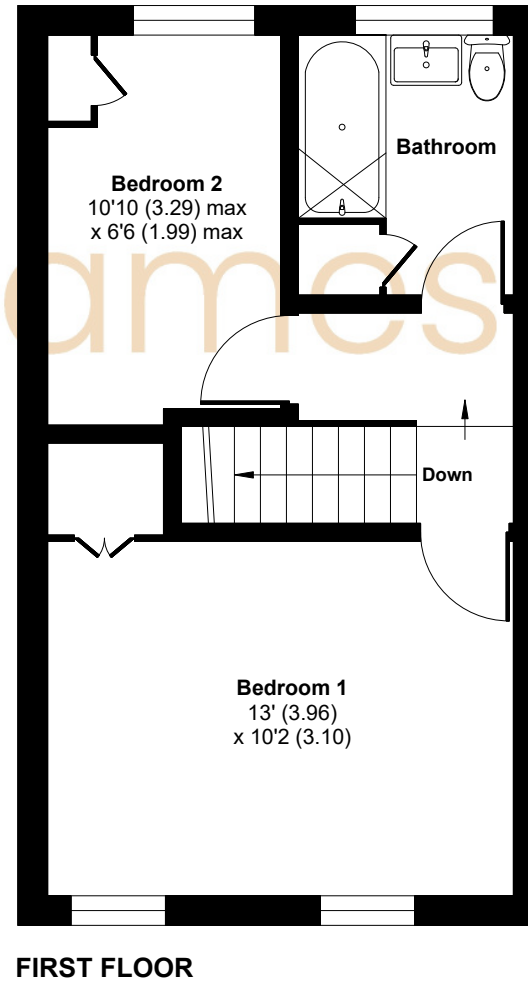 Bathroom
Bedroom 2
10'10 (3.29) max
x 6'6 (1.99) max
ames
Down
Bedroom 1
13' (3.96)
x 10'2 (3.10)
FIRST FLOOR